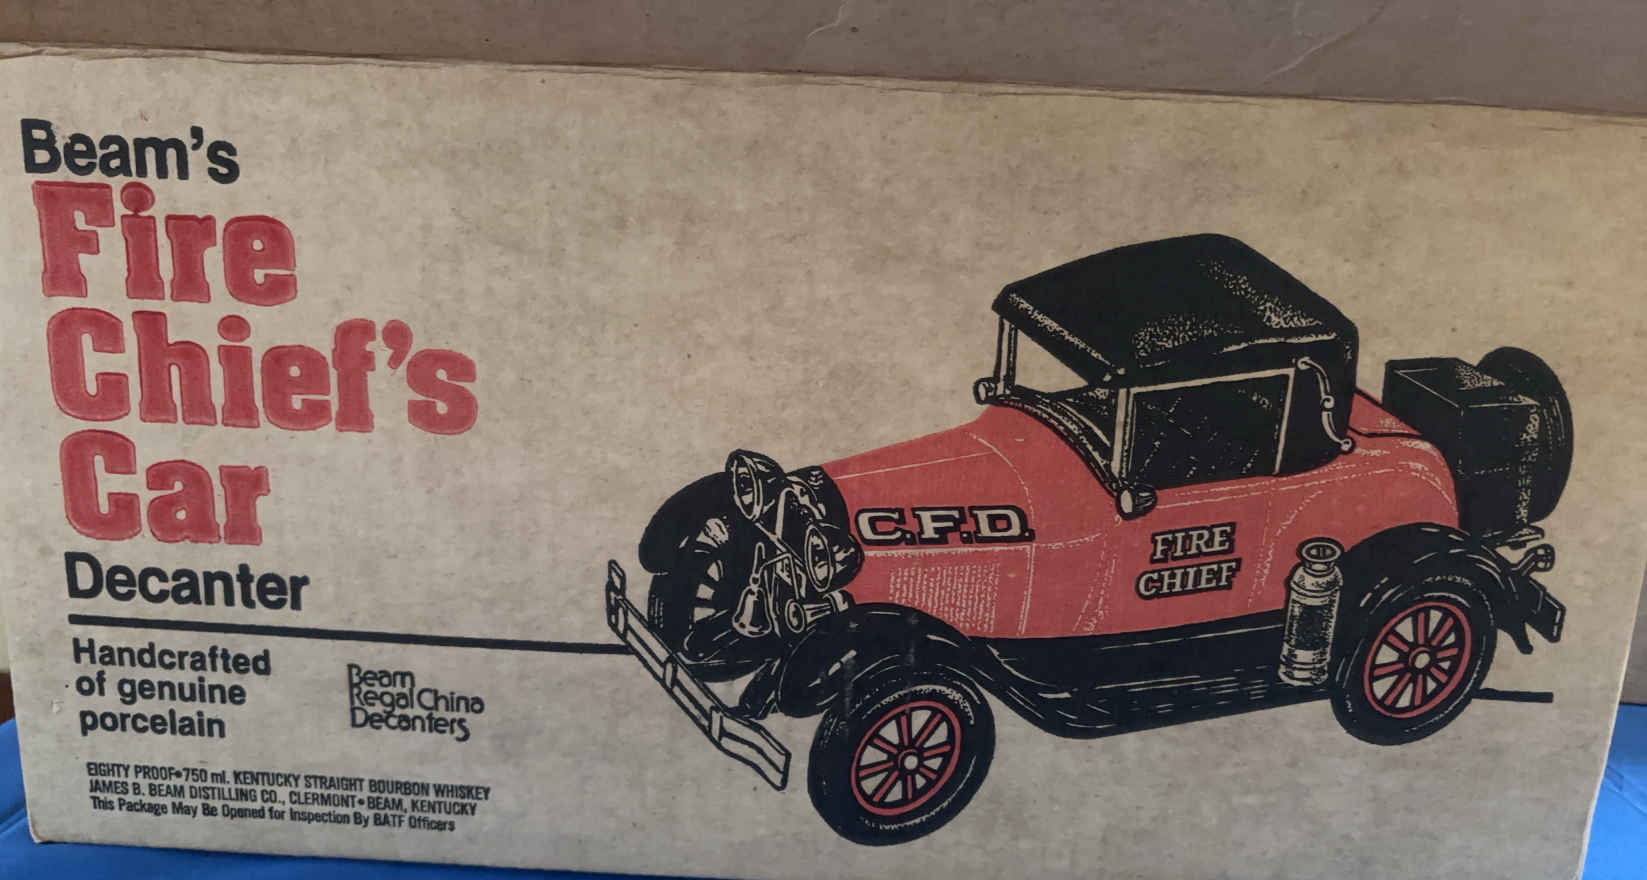 Beam's
Fire
Chief's
Car
Decanter
Handcrafted
of genuine
porcelain
Beam
Regal China
Decanters
EIGHTY PROOF•750 ml. KENTUCKY STRAIGHT BOURBON WHISKEY
JAMES B. BEAM DISTILLING CO., CLERMONT•BEAM, KENTUCKY
This Package May Be Opened for Inspection By BATF Officers
C.F.D.
FIRE
CHIEF